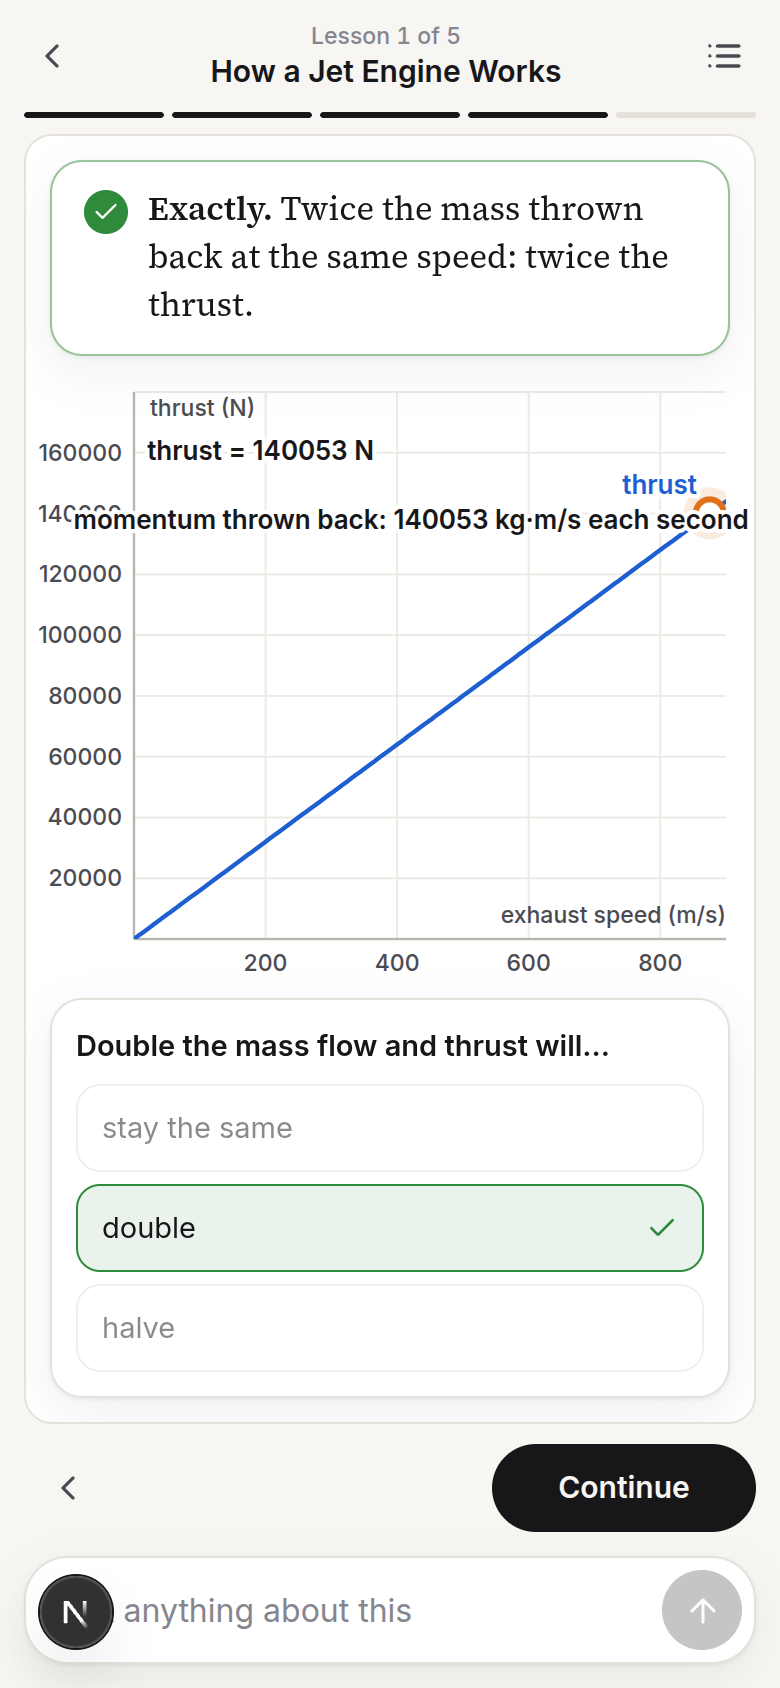 Lesson 1 of 5
How a Jet Engine Works
Exactly. Twice the mass thrown
back at the same speed: twice the
thrust.
thrust (N)
160000
thrust = 140053 N
thrust
momentum thrown back: 140053 kg·m/s each second
120000
100000
80000
60000
40000
20000
exhaust speed (m/s)
200 400 600 800
Double the mass flow and thrust will...
stay the same
double
halve
Continue
N anything about this